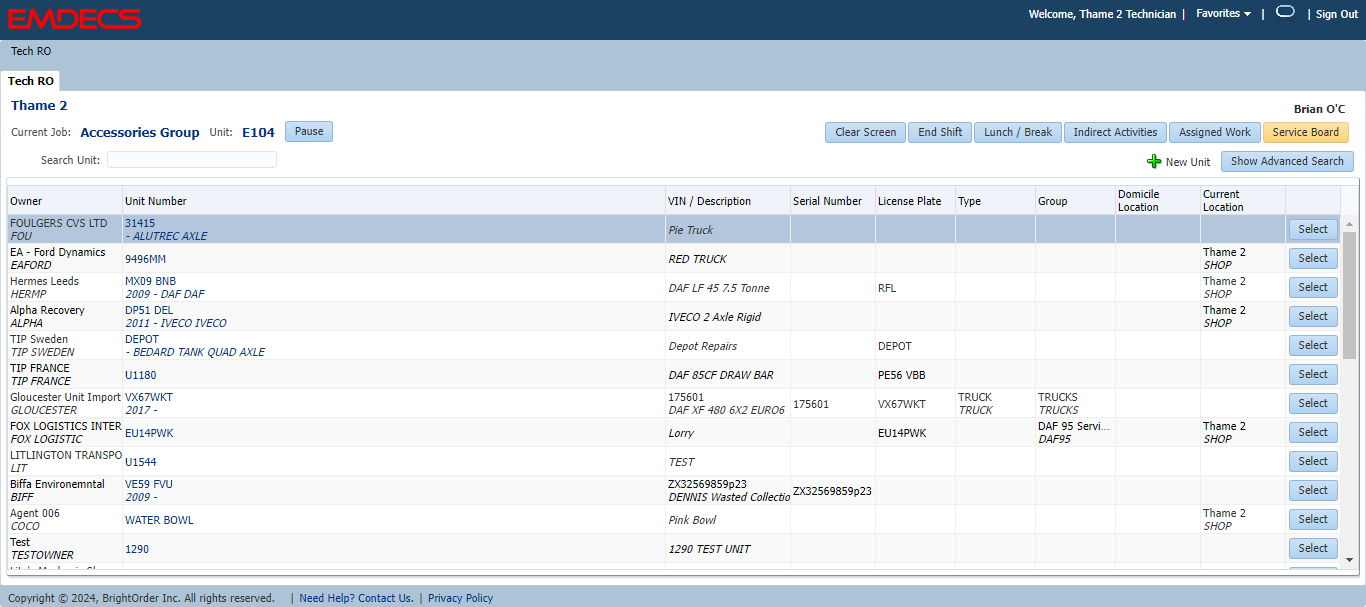 EMDECS
Welcome, Thame 2 Technician | Favorites | | Sign Out
Tech RO
Tech RO
Thame 2
Brian O'C
Current Job: Accessories Group Unit: E104 Pause
Clear Screen End Shift Lunch / Break Indirect Activities Assigned Work Service Board
Search Unit:
New Unit Show Advanced Search
Owner Unit Number VIN / Description Serial Number License Plate Type Group Domicile Location Current Location
FOULGERS CVS LTD 31415
FOU - ALUTREC AXLE Pie Truck Select
EA - Ford Dynamics Thame 2
EAFORD 9496MM RED TRUCK SHOP Select
Hermes Leeds MX09 BNB Thame 2
HERMP 2009 - DAF DAF DAF LF 45 7.5 Tonne RFL SHOP Select
Alpha Recovery DP51 DEL Thame 2
ALPHA 2011 - IVECO IVECO IVECO 2 Axle Rigid SHOP Select
TIP Sweden DEPOT
TIP SWEDEN - BEDARD TANK QUAD AXLE Depot Repairs DEPOT Select
TIP FRANCE
TIP FRANCE U1180 DAF 85CF DRAW BAR PE56 VBB Select
Gloucester Unit Import VX67WKT 175601 TRUCK TRUCKS
GLOUCESTER 2017 - DAF XF 480 6X2 EURO6 175601 VX67WKT TRUCK TRUCKS Select
FOX LOGISTICS INTER DAF 95 Servi... Thame 2
FOX LOGISTIC EU14PWK Lorry EU14PWK DAF95 SHOP Select
LITLINGTON TRANSPO
LIT U1544 TEST Select
Biffa Environemntal VE59 FVU ZX32569859p23
BIFF 2009 - DENNIS Wasted Collectio ZX32569859p23 Select
Agent 006 Thame 2
COCO WATER BOWL Pink Bowl SHOP Select
Test
TESTOWNER 1290 1290 TEST UNIT Select
Copyright © 2024, BrightOrder Inc. All rights reserved. | Need Help? Contact Us. | Privacy Policy